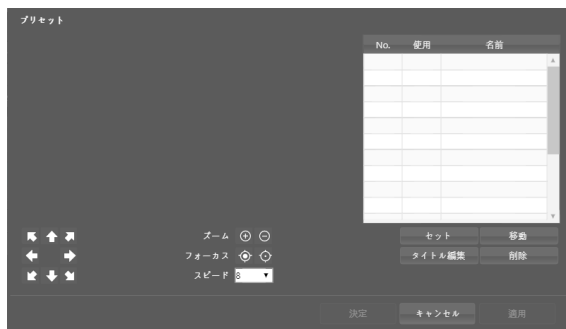 プリセット
No. 使用 名前
ズーム
フォーカス
スピード 8
セット 移動
タイトル編集 削除
決定 キャンセル 適用